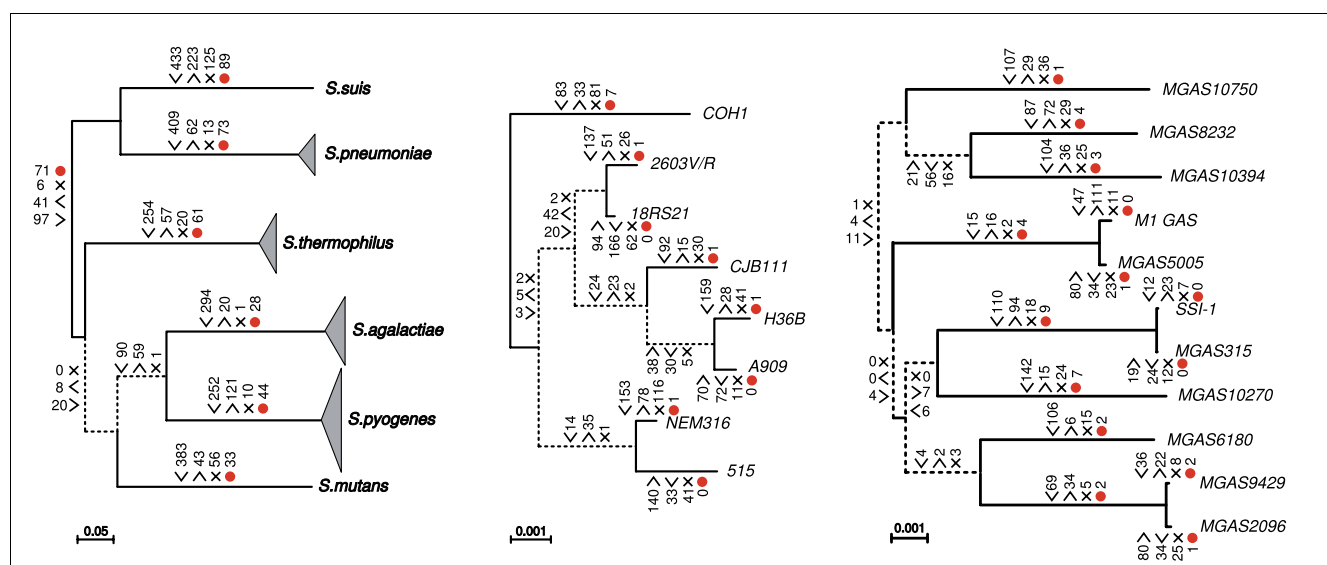 433 223 125 89
S.suis
409 62 13 73
S.pneumoniae
71
6 ×
41 <
97 >
254 57 20 61
S.thermophilus
294 20 1 28
S.agalactiae
90 59 1
0 ×
8 <
20 >
252 121 10 44
S.pyogenes
383 43 56 33
S.mutans
0.05
83 33 81 7
COH1
137 51 26 1
2603V/R
2 ×
42 <
20 >
18RS21
94 166 62 0
92 15 30 1
CJB111
2 ×
5 <
3 >
24 23 2
159 28 41 1
H36B
38 30 5
A909
70 72 11 0
153 78 116 1
NEM316
14 35 1
515
140 33 41 0
0.001
107 29 36 1
MGAS10750
87 72 29 4
MGAS8232
21 56 16
104 36 25 3
MGAS10394
1 ×
4 <
11 >
47 111 11 0
M1 GAS
15 16 2 4
MGAS5005
80 34 23 1
12 23 7 0
SSI-1
110 94 18 9
MGAS315
19 24 12 0
0 ×
0 <
4 >
×0
>7
<6
142 15 24 7
MGAS10270
106 6 15 2
MGAS6180
4 2 3
36 22 8 2
MGAS9429
69 34 5 2
MGAS2096
80 34 25 1
0.001